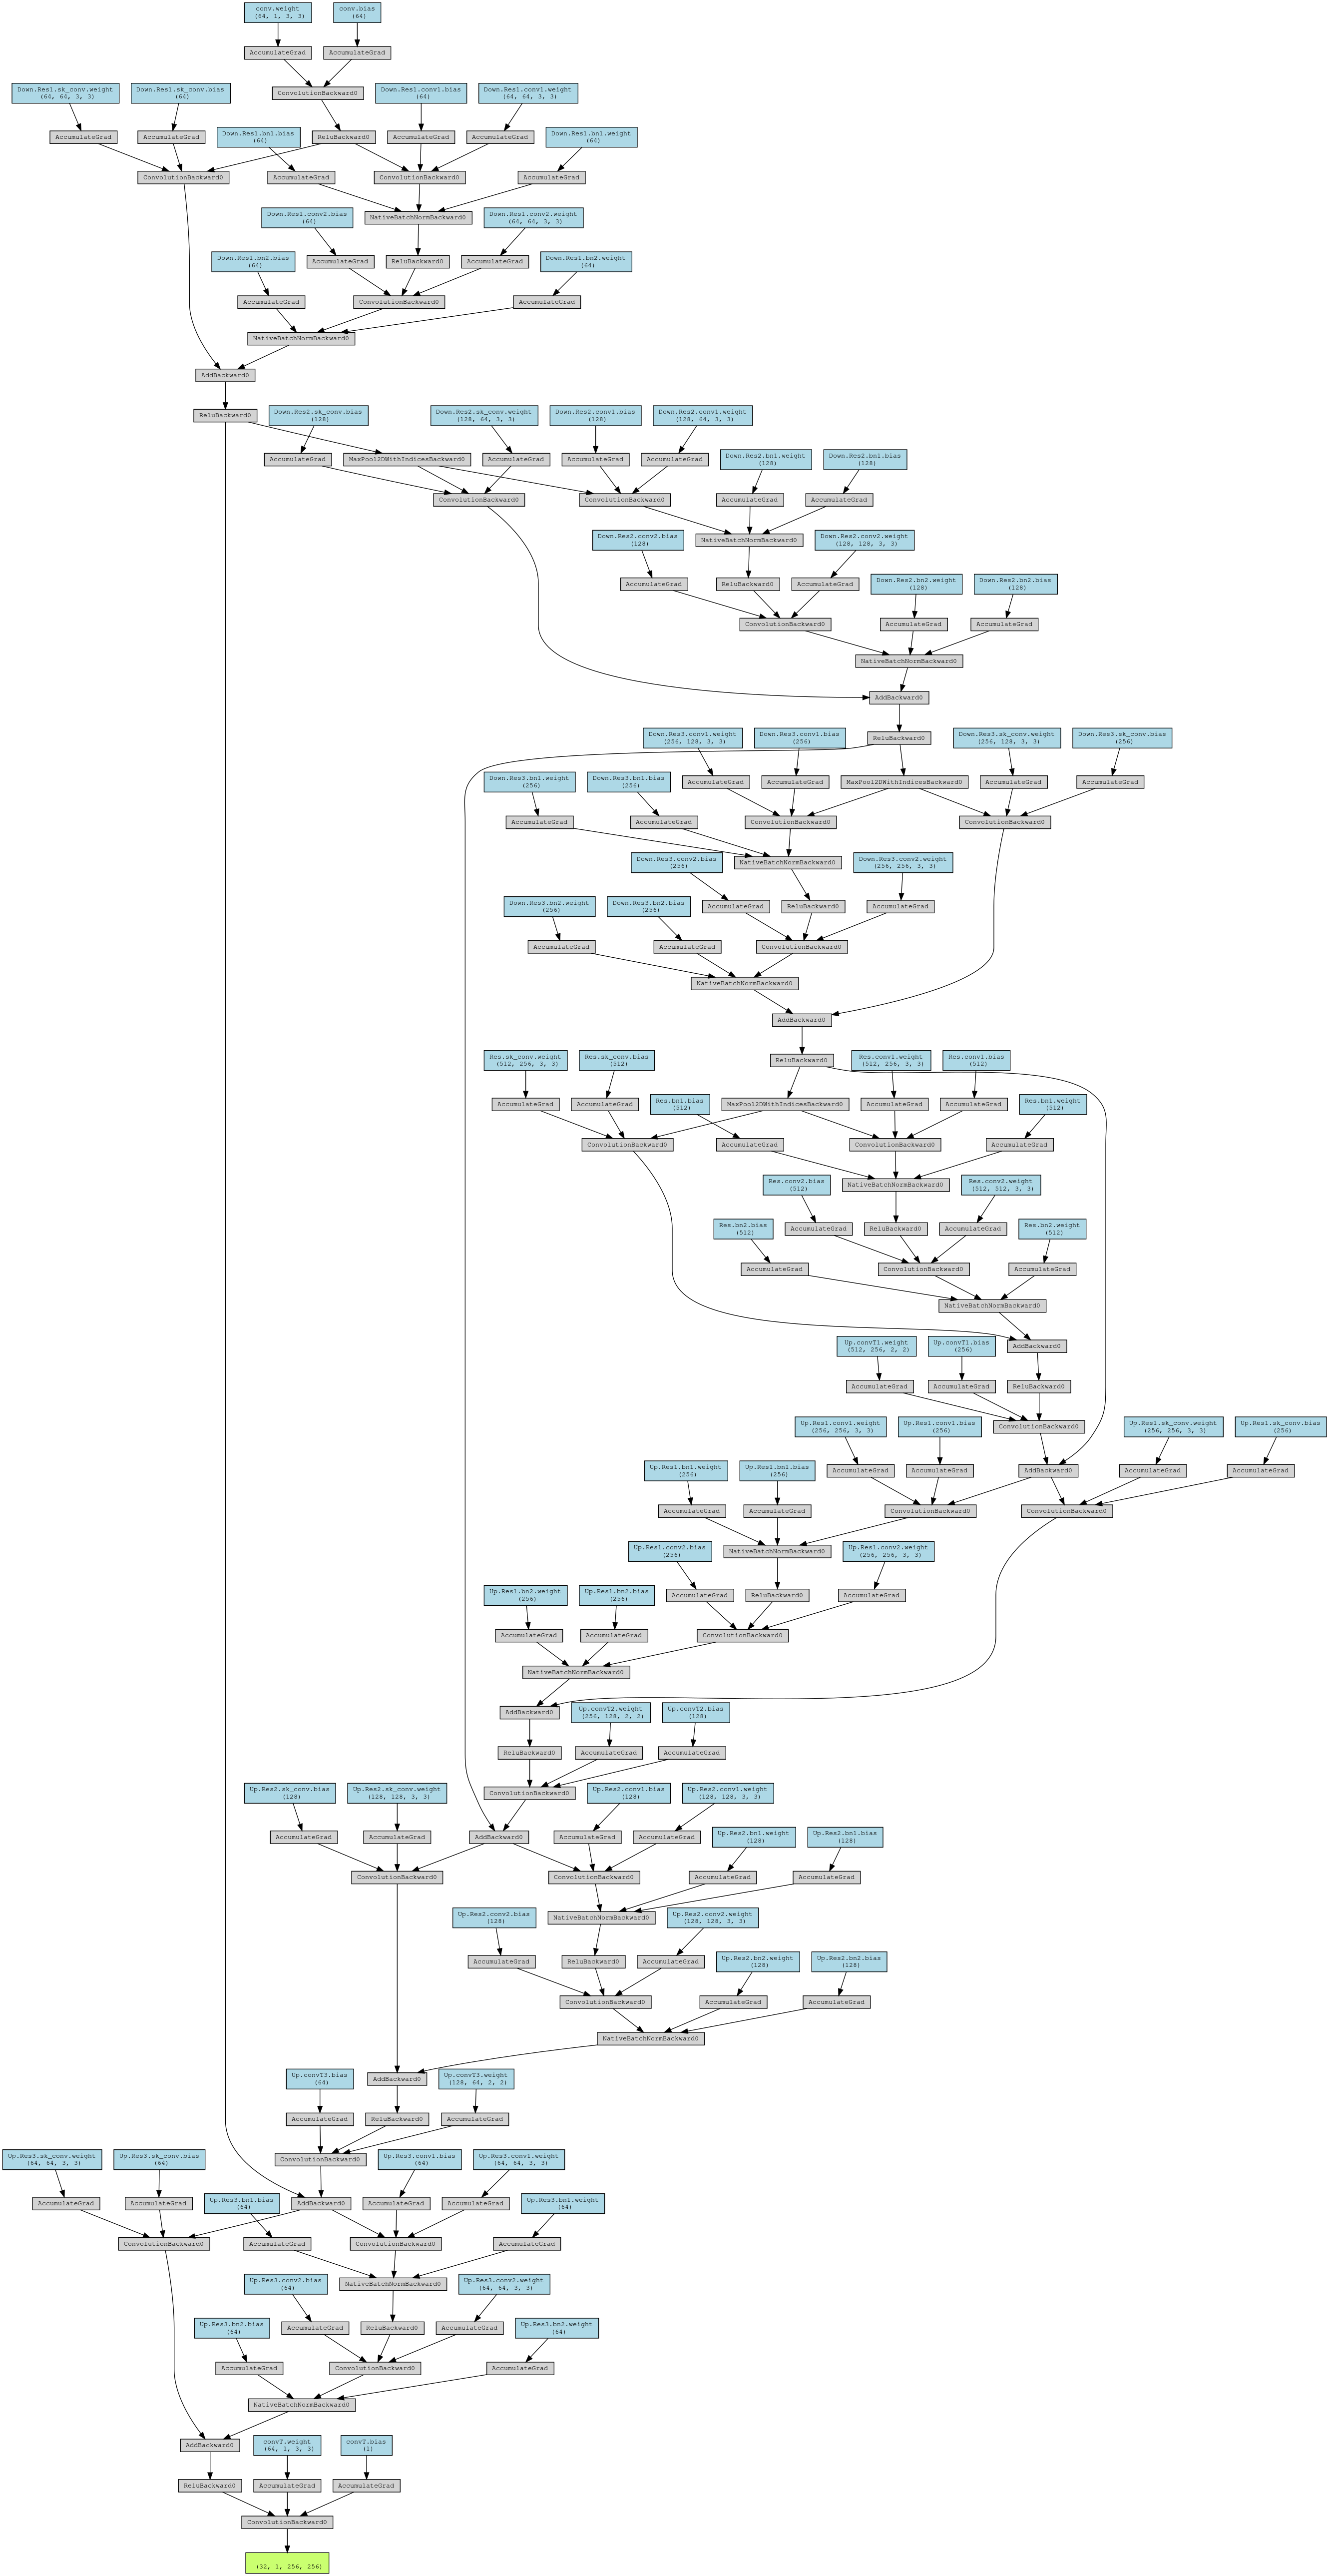 conv.weight
(64, 1, 3, 3)
conv.bias
(64)
AccumulateGrad
AccumulateGrad
Down.Res1.sk_conv.weight
(64, 64, 3, 3)
Down.Res1.sk_conv.bias
(64)
ConvolutionBackward0
Down.Res1.conv1.bias
(64)
Down.Res1.conv1.weight
(64, 64, 3, 3)
AccumulateGrad
AccumulateGrad
Down.Res1.bn1.bias
(64)
ReluBackward0
AccumulateGrad
AccumulateGrad
Down.Res1.bn1.weight
(64)
ConvolutionBackward0
AccumulateGrad
ConvolutionBackward0
AccumulateGrad
Down.Res1.conv2.bias
(64)
NativeBatchNormBackward0
Down.Res1.conv2.weight
(64, 64, 3, 3)
Down.Res1.bn2.bias
(64)
AccumulateGrad
ReluBackward0
AccumulateGrad
Down.Res1.bn2.weight
(64)
AccumulateGrad
ConvolutionBackward0
AccumulateGrad
NativeBatchNormBackward0
AddBackward0
ReluBackward0
Down.Res2.sk_conv.bias
(128)
Down.Res2.sk_conv.weight
(128, 64, 3, 3)
Down.Res2.conv1.bias
(128)
Down.Res2.conv1.weight
(128, 64, 3, 3)
AccumulateGrad
MaxPool2DWithIndicesBackward0
AccumulateGrad
AccumulateGrad
AccumulateGrad
Down.Res2.bn1.weight
(128)
Down.Res2.bn1.bias
(128)
ConvolutionBackward0
ConvolutionBackward0
AccumulateGrad
AccumulateGrad
Down.Res2.conv2.bias
(128)
NativeBatchNormBackward0
Down.Res2.conv2.weight
(128, 128, 3, 3)
AccumulateGrad
ReluBackward0
AccumulateGrad
Down.Res2.bn2.weight
(128)
Down.Res2.bn2.bias
(128)
ConvolutionBackward0
AccumulateGrad
AccumulateGrad
NativeBatchNormBackward0
AddBackward0
Down.Res3.conv1.weight
(256, 128, 3, 3)
Down.Res3.conv1.bias
(256)
ReluBackward0
Down.Res3.sk_conv.weight
(256, 128, 3, 3)
Down.Res3.sk_conv.bias
(256)
Down.Res3.bn1.weight
(256)
Down.Res3.bn1.bias
(256)
AccumulateGrad
AccumulateGrad
MaxPool2DWithIndicesBackward0
AccumulateGrad
AccumulateGrad
AccumulateGrad
AccumulateGrad
ConvolutionBackward0
ConvolutionBackward0
Down.Res3.conv2.bias
(256)
NativeBatchNormBackward0
Down.Res3.conv2.weight
(256, 256, 3, 3)
Down.Res3.bn2.weight
(256)
Down.Res3.bn2.bias
(256)
AccumulateGrad
ReluBackward0
AccumulateGrad
AccumulateGrad
AccumulateGrad
ConvolutionBackward0
NativeBatchNormBackward0
AddBackward0
Res.sk_conv.weight
(512, 256, 3, 3)
Res.sk_conv.bias
(512)
ReluBackward0
Res.conv1.weight
(512, 256, 3, 3)
Res.conv1.bias
(512)
AccumulateGrad
AccumulateGrad
Res.bn1.bias
(512)
MaxPool2DWithIndicesBackward0
AccumulateGrad
AccumulateGrad
Res.bn1.weight
(512)
ConvolutionBackward0
AccumulateGrad
ConvolutionBackward0
AccumulateGrad
Res.conv2.bias
(512)
NativeBatchNormBackward0
Res.conv2.weight
(512, 512, 3, 3)
Res.bn2.bias
(512)
AccumulateGrad
ReluBackward0
AccumulateGrad
Res.bn2.weight
(512)
AccumulateGrad
ConvolutionBackward0
AccumulateGrad
NativeBatchNormBackward0
Up.convT1.weight
(512, 256, 2, 2)
Up.convT1.bias
(256)
AddBackward0
AccumulateGrad
AccumulateGrad
ReluBackward0
Up.Res1.conv1.weight
(256, 256, 3, 3)
Up.Res1.conv1.bias
(256)
ConvolutionBackward0
Up.Res1.sk_conv.weight
(256, 256, 3, 3)
Up.Res1.sk_conv.bias
(256)
Up.Res1.bn1.weight
(256)
Up.Res1.bn1.bias
(256)
AccumulateGrad
AccumulateGrad
AddBackward0
AccumulateGrad
AccumulateGrad
AccumulateGrad
AccumulateGrad
ConvolutionBackward0
ConvolutionBackward0
Up.Res1.conv2.bias
(256)
NativeBatchNormBackward0
Up.Res1.conv2.weight
(256, 256, 3, 3)
Up.Res1.bn2.weight
(256)
Up.Res1.bn2.bias
(256)
AccumulateGrad
ReluBackward0
AccumulateGrad
AccumulateGrad
AccumulateGrad
ConvolutionBackward0
NativeBatchNormBackward0
AddBackward0
Up.convT2.weight
(256, 128, 2, 2)
Up.convT2.bias
(128)
ReluBackward0
AccumulateGrad
AccumulateGrad
Up.Res2.sk_conv.bias
(128)
Up.Res2.sk_conv.weight
(128, 128, 3, 3)
ConvolutionBackward0
Up.Res2.conv1.bias
(128)
Up.Res2.conv1.weight
(128, 128, 3, 3)
AccumulateGrad
AccumulateGrad
AddBackward0
AccumulateGrad
AccumulateGrad
Up.Res2.bn1.weight
(128)
Up.Res2.bn1.bias
(128)
ConvolutionBackward0
ConvolutionBackward0
AccumulateGrad
AccumulateGrad
Up.Res2.conv2.bias
(128)
NativeBatchNormBackward0
Up.Res2.conv2.weight
(128, 128, 3, 3)
AccumulateGrad
ReluBackward0
AccumulateGrad
Up.Res2.bn2.weight
(128)
Up.Res2.bn2.bias
(128)
ConvolutionBackward0
AccumulateGrad
AccumulateGrad
NativeBatchNormBackward0
Up.convT3.bias
(64)
AddBackward0
Up.convT3.weight
(128, 64, 2, 2)
AccumulateGrad
ReluBackward0
AccumulateGrad
Up.Res3.sk_conv.weight
(64, 64, 3, 3)
Up.Res3.sk_conv.bias
(64)
ConvolutionBackward0
Up.Res3.conv1.bias
(64)
Up.Res3.conv1.weight
(64, 64, 3, 3)
AccumulateGrad
AccumulateGrad
Up.Res3.bn1.bias
(64)
AddBackward0
AccumulateGrad
AccumulateGrad
Up.Res3.bn1.weight
(64)
ConvolutionBackward0
AccumulateGrad
ConvolutionBackward0
AccumulateGrad
Up.Res3.conv2.bias
(64)
NativeBatchNormBackward0
Up.Res3.conv2.weight
(64, 64, 3, 3)
Up.Res3.bn2.bias
(64)
AccumulateGrad
ReluBackward0
AccumulateGrad
Up.Res3.bn2.weight
(64)
AccumulateGrad
ConvolutionBackward0
AccumulateGrad
NativeBatchNormBackward0
AddBackward0
convT.weight
(64, 1, 3, 3)
convT.bias
(1)
ReluBackward0
AccumulateGrad
AccumulateGrad
ConvolutionBackward0
(32, 1, 256, 256)